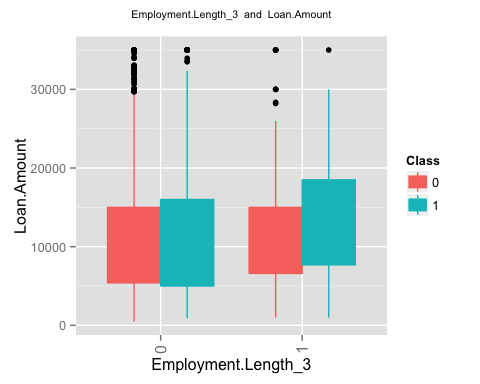 Employment.Length_3 and Loan.Amount
Loan.Amount
30000
20000
10000
0
0
1
Employment.Length_3
Class
0
1